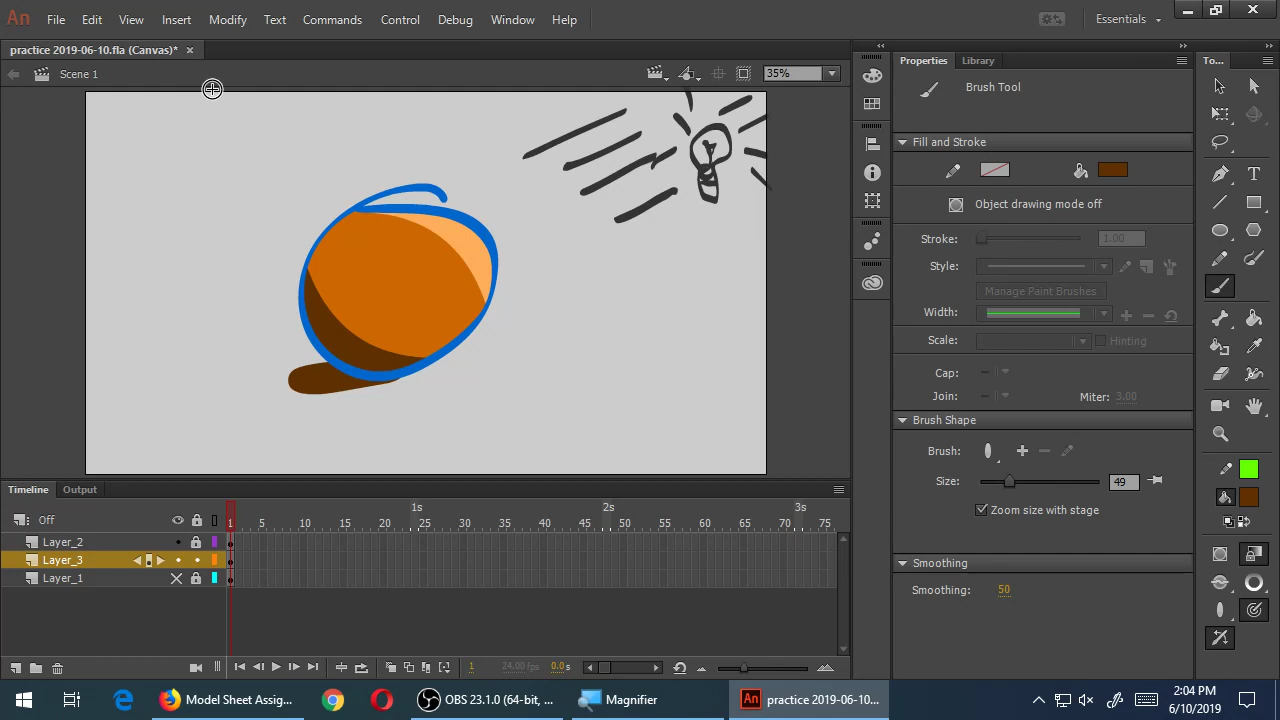 An File Edit View Insert Modify Text Commands Control Debug Window Help Essentials
practice 2019-06-10.fla (Canvas)* ×
Scene 1 35%
Properties Library To...
Brush Tool
Fill and Stroke
Object drawing mode off
Stroke: 1.00
Style:
Manage Paint Brushes
Width:
Scale: Hinting
Cap:
Join: Miter: 3.00
Brush Shape
Brush:
Size: 49
Zoom size with stage
Smoothing
Smoothing: 50
Timeline Output
Off 1s 2s 3s
1 5 10 15 20 25 30 35 40 45 50 55 60 65 70 75
Layer_2
Layer_3
Layer_1
1 24.00 fps 0.0 s
Model Sheet Assig...
OBS 23.1.0 (64-bit, ...
Magnifier
An practice 2019-06-10...
2:04 PM
6/10/2019